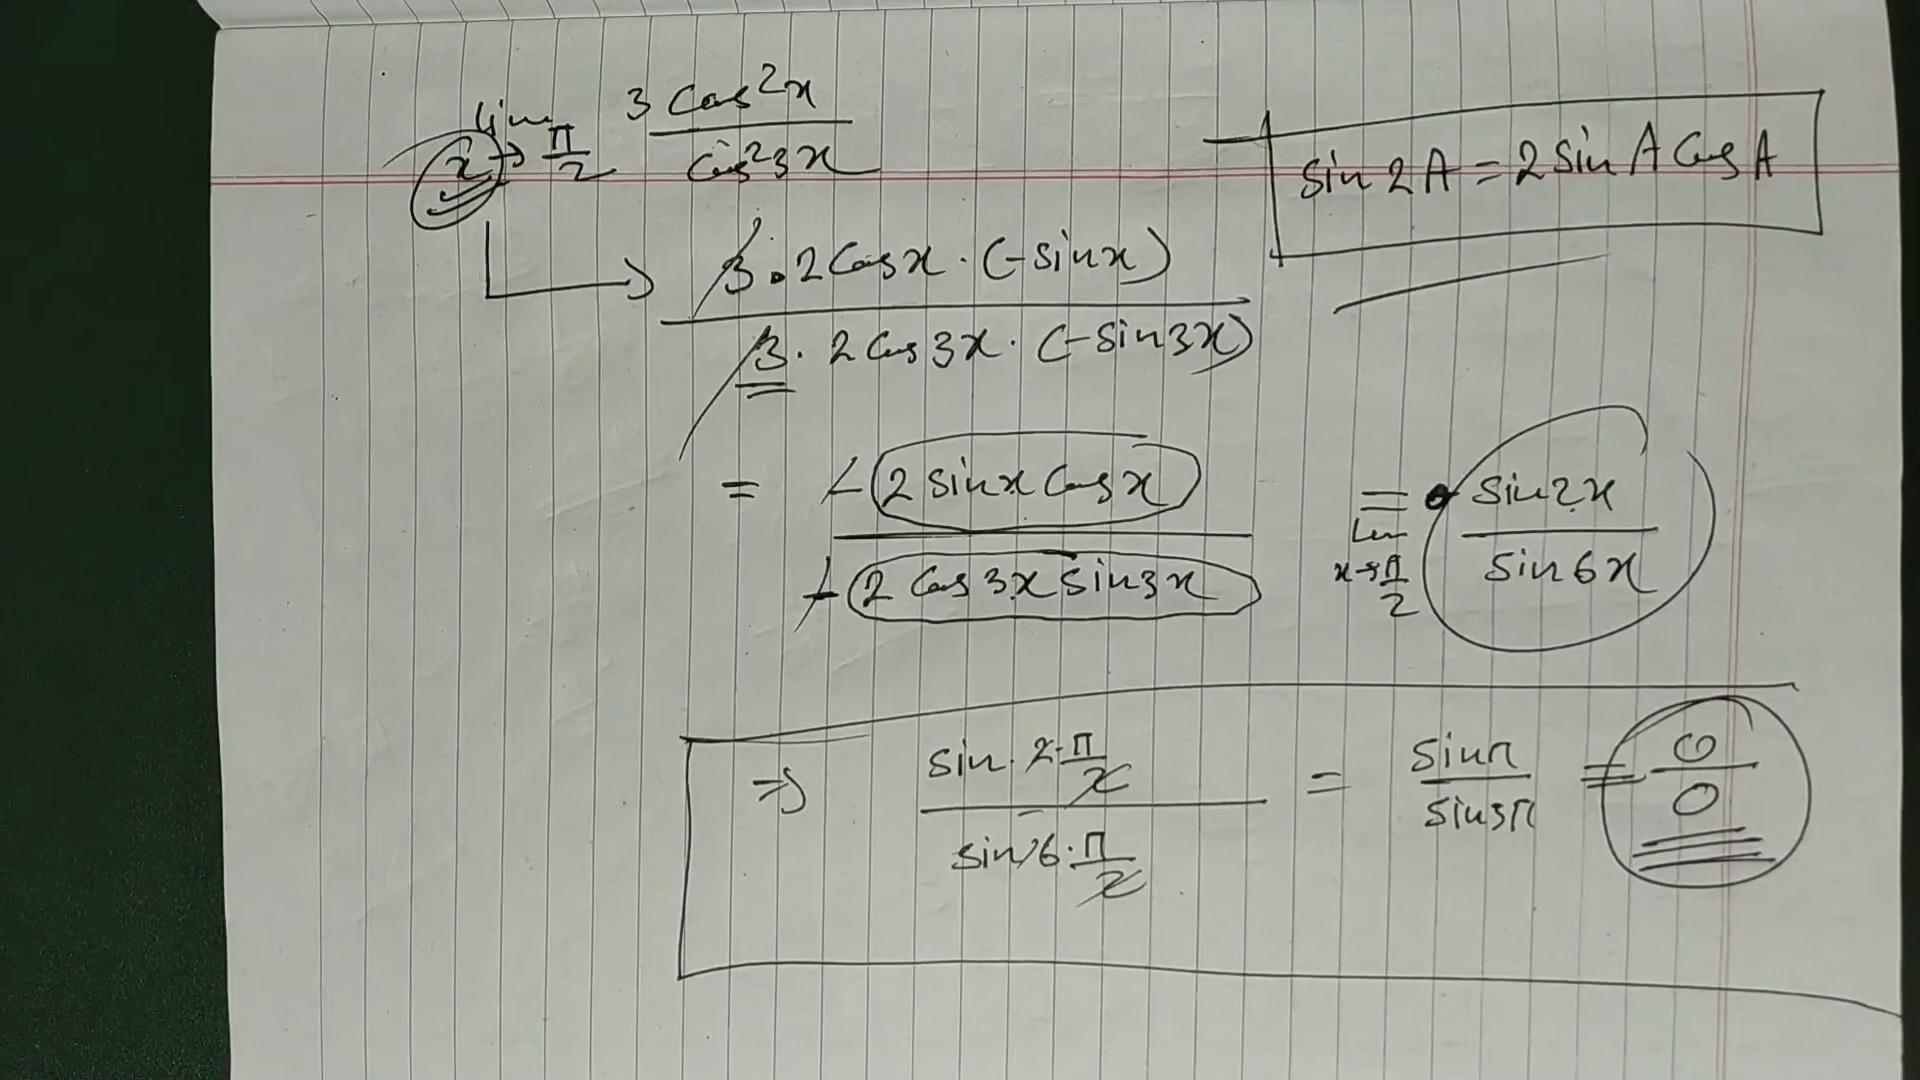 lim x→π/2 3 cos²x / cos²3x
sin 2A = 2 sin A cos A
3 · 2 cos x · (-sin x) / 3 · 2 cos 3x · (-sin 3x)
= - 2 sin x cos x / - 2 cos 3x sin 3x
= Lim x→π/2 sin 2x / sin 6x
⇒ sin · 2 · π/2 / sin 6 · π/2 = sin π / sin 3π = 0 / 0